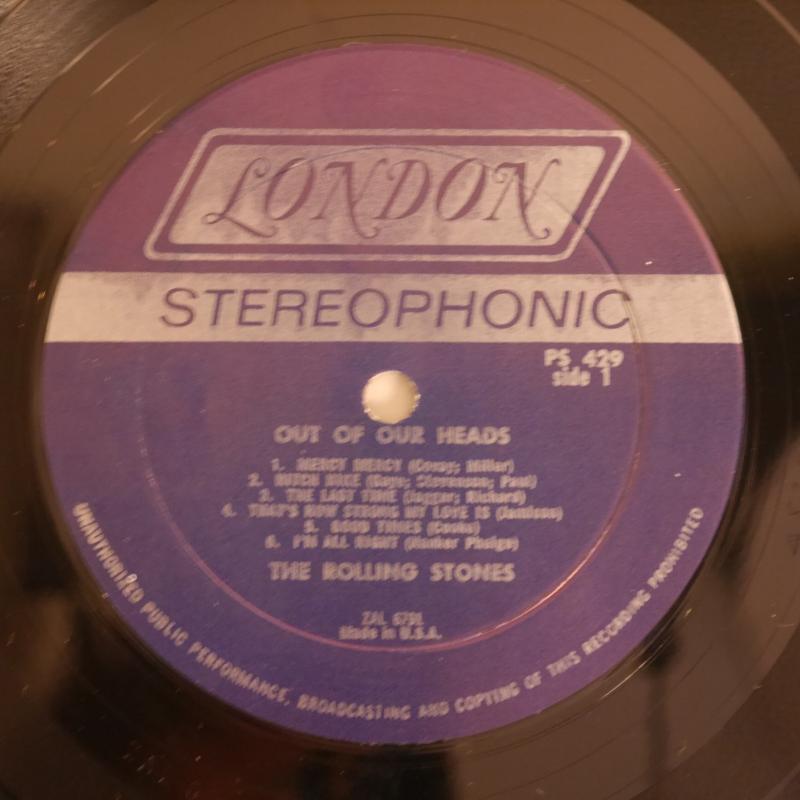 LONDON
STEREOPHONIC
PS 429
side 1
OUT OF OUR HEADS
1. MERCY MERCY (Covay; Miller)
2. HITCH HIKE (Gaye; Stevenson; Paul)
3. THE LAST TIME (Jagger; Richard)
4. THAT'S HOW STRONG MY LOVE IS (Jamison)
5. GOOD TIMES (Cooke)
6. I'M ALL RIGHT (Nanker Phelge)
THE ROLLING STONES
ZAL
Made in U.S.A.
UNAUTHORIZED PUBLIC PERFORMANCE, BROADCASTING AND COPYING OF THIS RECORDING PROHIBITED